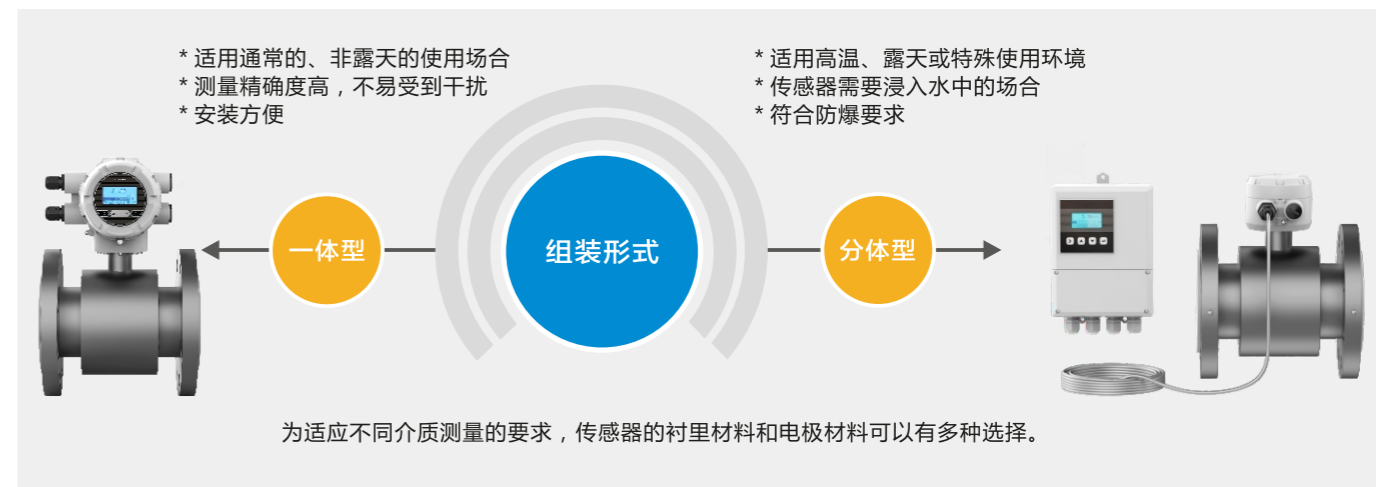 * 适用通常的、非露天的使用场合
* 测量精确度高，不易受到干扰
* 安装方便
* 适用高温、露天或特殊使用环境
* 传感器需要浸入水中的场合
* 符合防爆要求
一体型
组装形式
分体型
为适应不同介质测量的要求，传感器的衬里材料和电极材料可以有多种选择。